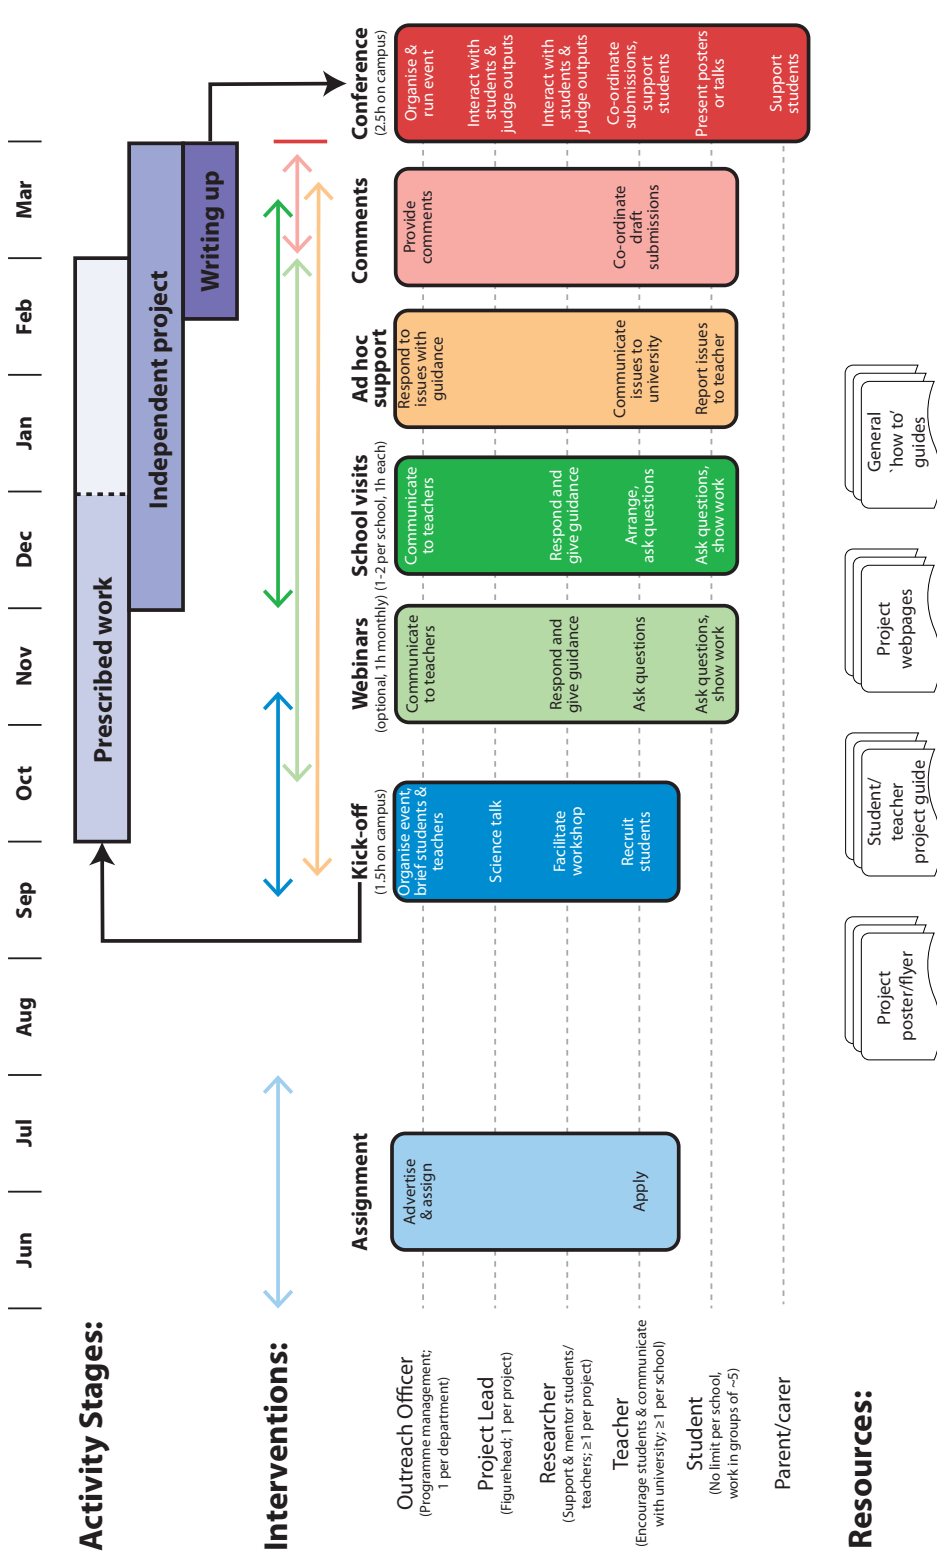 Jun
Jul
Aug
Sep
Oct
Nov
Dec
Jan
Feb
Mar
Activity Stages:
Prescribed work
Independent project
Writing up
Interventions:
Assignment
Kick-off
(1.5h on campus)
Webinars
(optional, 1h monthly)
School visits
(1-2 per school, 1h each)
Ad hoc
support
Comments
Conference
(2.5h on campus)
Outreach Officer
(Programme management;
1 per department)
Advertise
& assign
Organise event,
brief students &
teachers
Communicate
to teachers
Communicate
to teachers
Respond to
issues with
guidance
Provide
comments
Organise &
run event
Project Lead
(Figurehead; 1 per project)
Science talk
Interact with
students &
judge outputs
Researcher
(Support & mentor students/
teachers; ≥1 per project)
Facilitate
workshop
Respond and
give guidance
Respond and
give guidance
Interact with
students &
judge outputs
Teacher
(Encourage students & communicate
with university; ≥1 per school)
Apply
Recruit
students
Ask questions
Arrange,
ask questions
Communicate
issues to
university
Co-ordinate
draft
submissions
Co-ordinate
submissions,
support
students
Student
(No limit per school,
work in groups of ~5)
Ask questions,
show work
Ask questions,
show work
Report issues
to teacher
Present posters
or talks
Parent/carer
Support
students
Resources:
Project
poster/flyer
Student/
teacher
project guide
Project
webpages
General
`how to’
guides